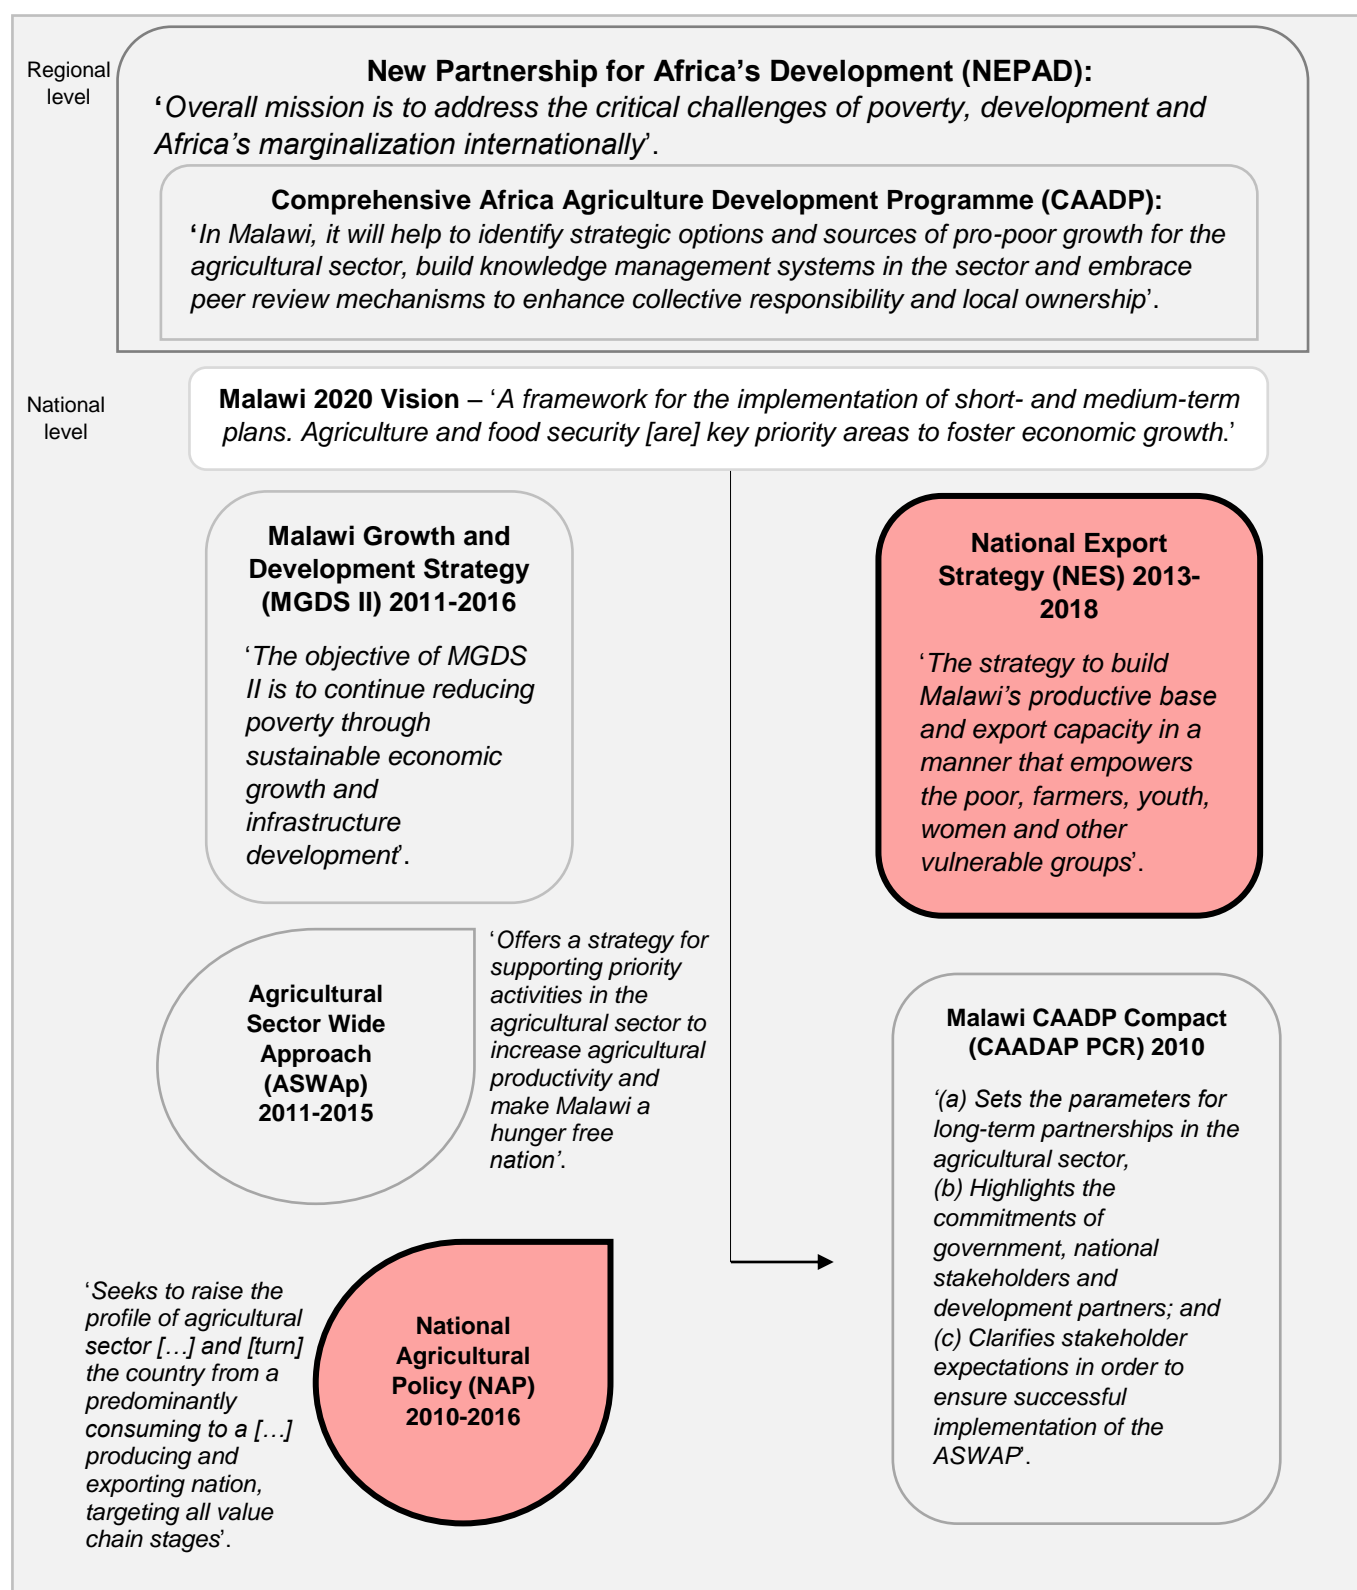 Regional
level
New Partnership for Africa’s Development (NEPAD):
‘Overall mission is to address the critical challenges of poverty, development and
Africa’s marginalization internationally’.
Comprehensive Africa Agriculture Development Programme (CAADP):
‘In Malawi, it will help to identify strategic options and sources of pro-poor growth for the
agricultural sector, build knowledge management systems in the sector and embrace
peer review mechanisms to enhance collective responsibility and local ownership’.
National
level
Malawi 2020 Vision – ‘A framework for the implementation of short- and medium-term
plans. Agriculture and food security [are] key priority areas to foster economic growth.’
Malawi Growth and
Development Strategy
(MGDS II) 2011-2016
‘The objective of MGDS
II is to continue reducing
poverty through
sustainable economic
growth and
infrastructure
development’.
National Export
Strategy (NES) 2013-
2018
‘The strategy to build
Malawi’s productive base
and export capacity in a
manner that empowers
the poor, farmers, youth,
women and other
vulnerable groups’.
Agricultural
Sector Wide
Approach
(ASWAp)
2011-2015
‘Offers a strategy for
supporting priority
activities in the
agricultural sector to
increase agricultural
productivity and
make Malawi a
hunger free
nation’.
Malawi CAADP Compact
(CAADAP PCR) 2010
‘(a) Sets the parameters for
long-term partnerships in the
agricultural sector,
(b) Highlights the
commitments of
government, national
stakeholders and
development partners; and
(c) Clarifies stakeholder
expectations in order to
ensure successful
implementation of the
ASWAP’.
‘Seeks to raise the
profile of agricultural
sector […] and [turn]
the country from a
predominantly
consuming to a […]
producing and
exporting nation,
targeting all value
chain stages’.
National
Agricultural
Policy (NAP)
2010-2016